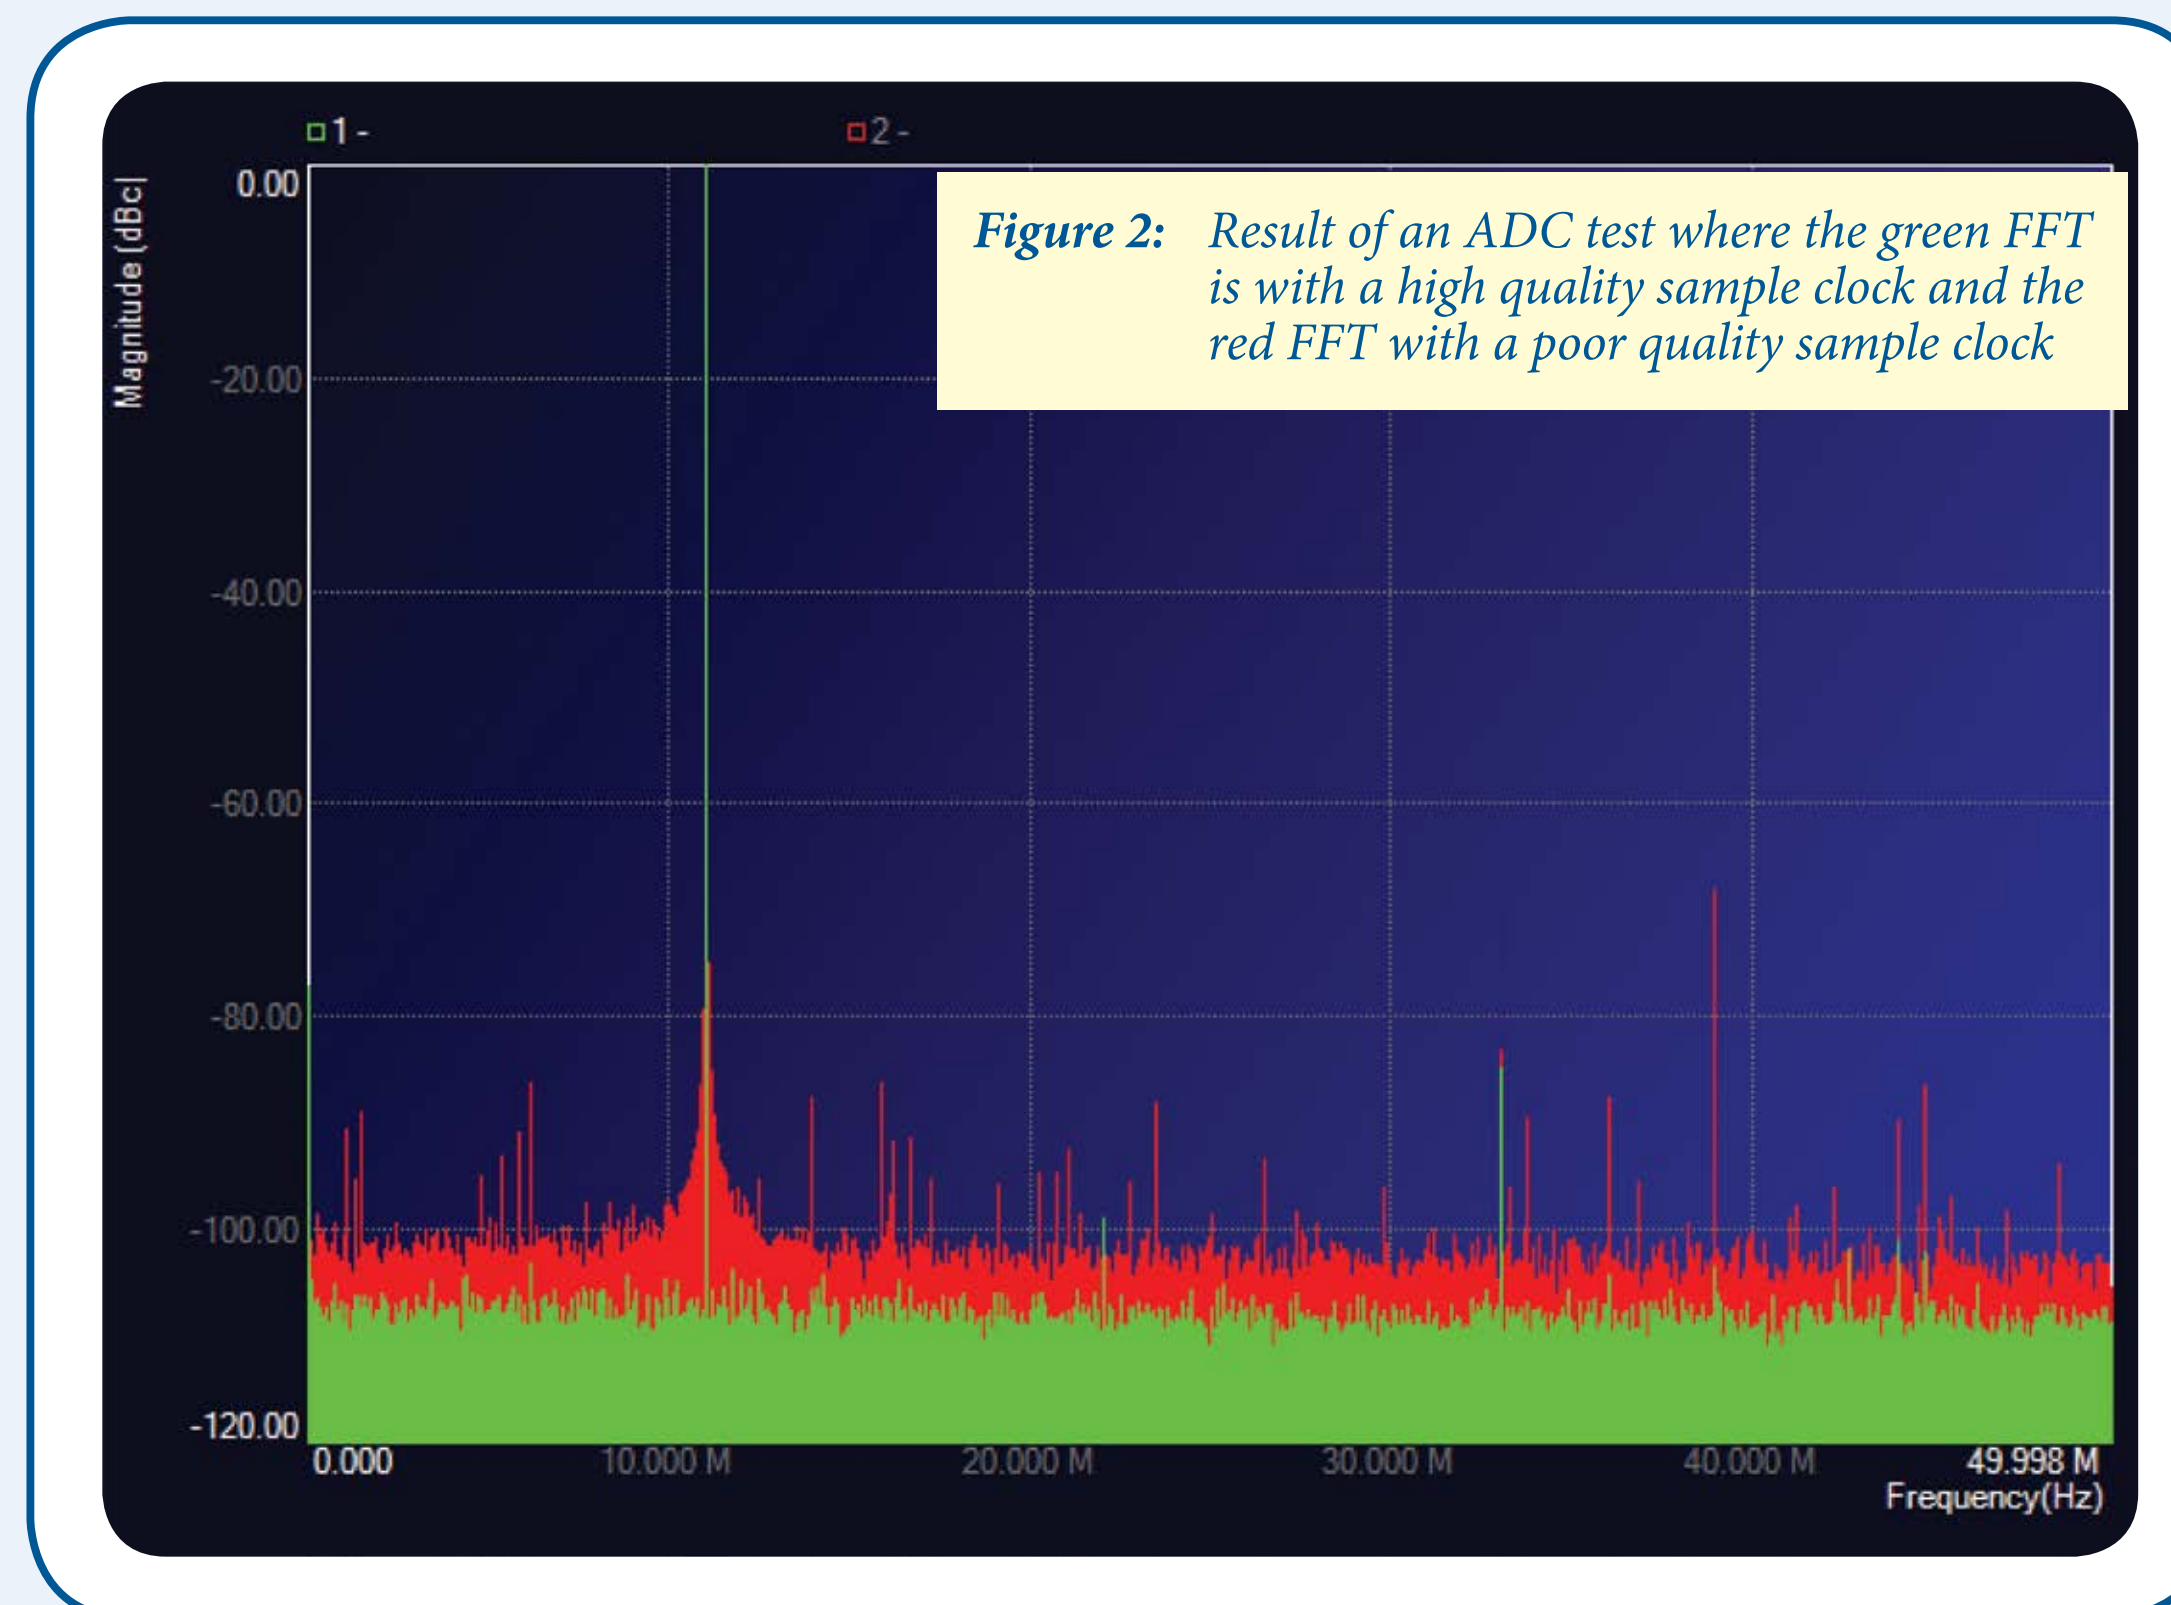 1 -
2 -
Magnitude (dBc)
0.00
Figure 2: Result of an ADC test where the green FFT
is with a high quality sample clock and the
red FFT with a poor quality sample clock
-20.00
-40.00
-60.00
-80.00
-100.00
-120.00
0.000 10.000 M 20.000 M 30.000 M 40.000 M 49.998 M
Frequency(Hz)